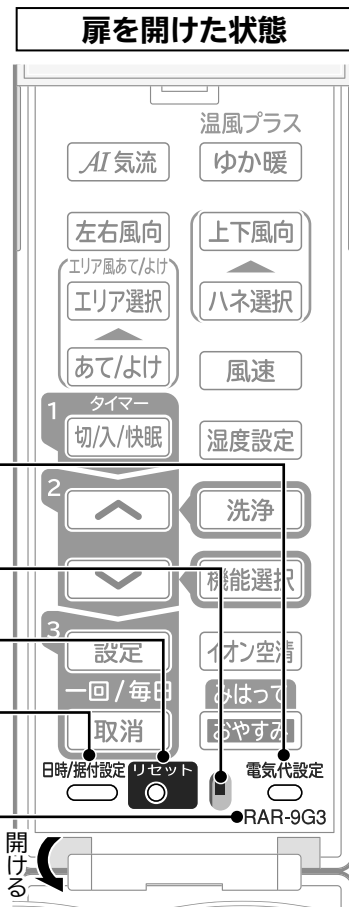 扉を開けた状態
温風プラス
AI 気流
ゆか暖
左右風向
上下風向
エリア風あて/よけ
エリア選択
ハネ選択
あて/よけ
風速
1 タイマー
切/入/快眠
湿度設定
2
洗浄
機能選択
3
設定
イオン空清
一回/毎日
みはって
取消
おやすみ
日時/据付設定
リセット
電気代設定
RAR-9G3
開ける